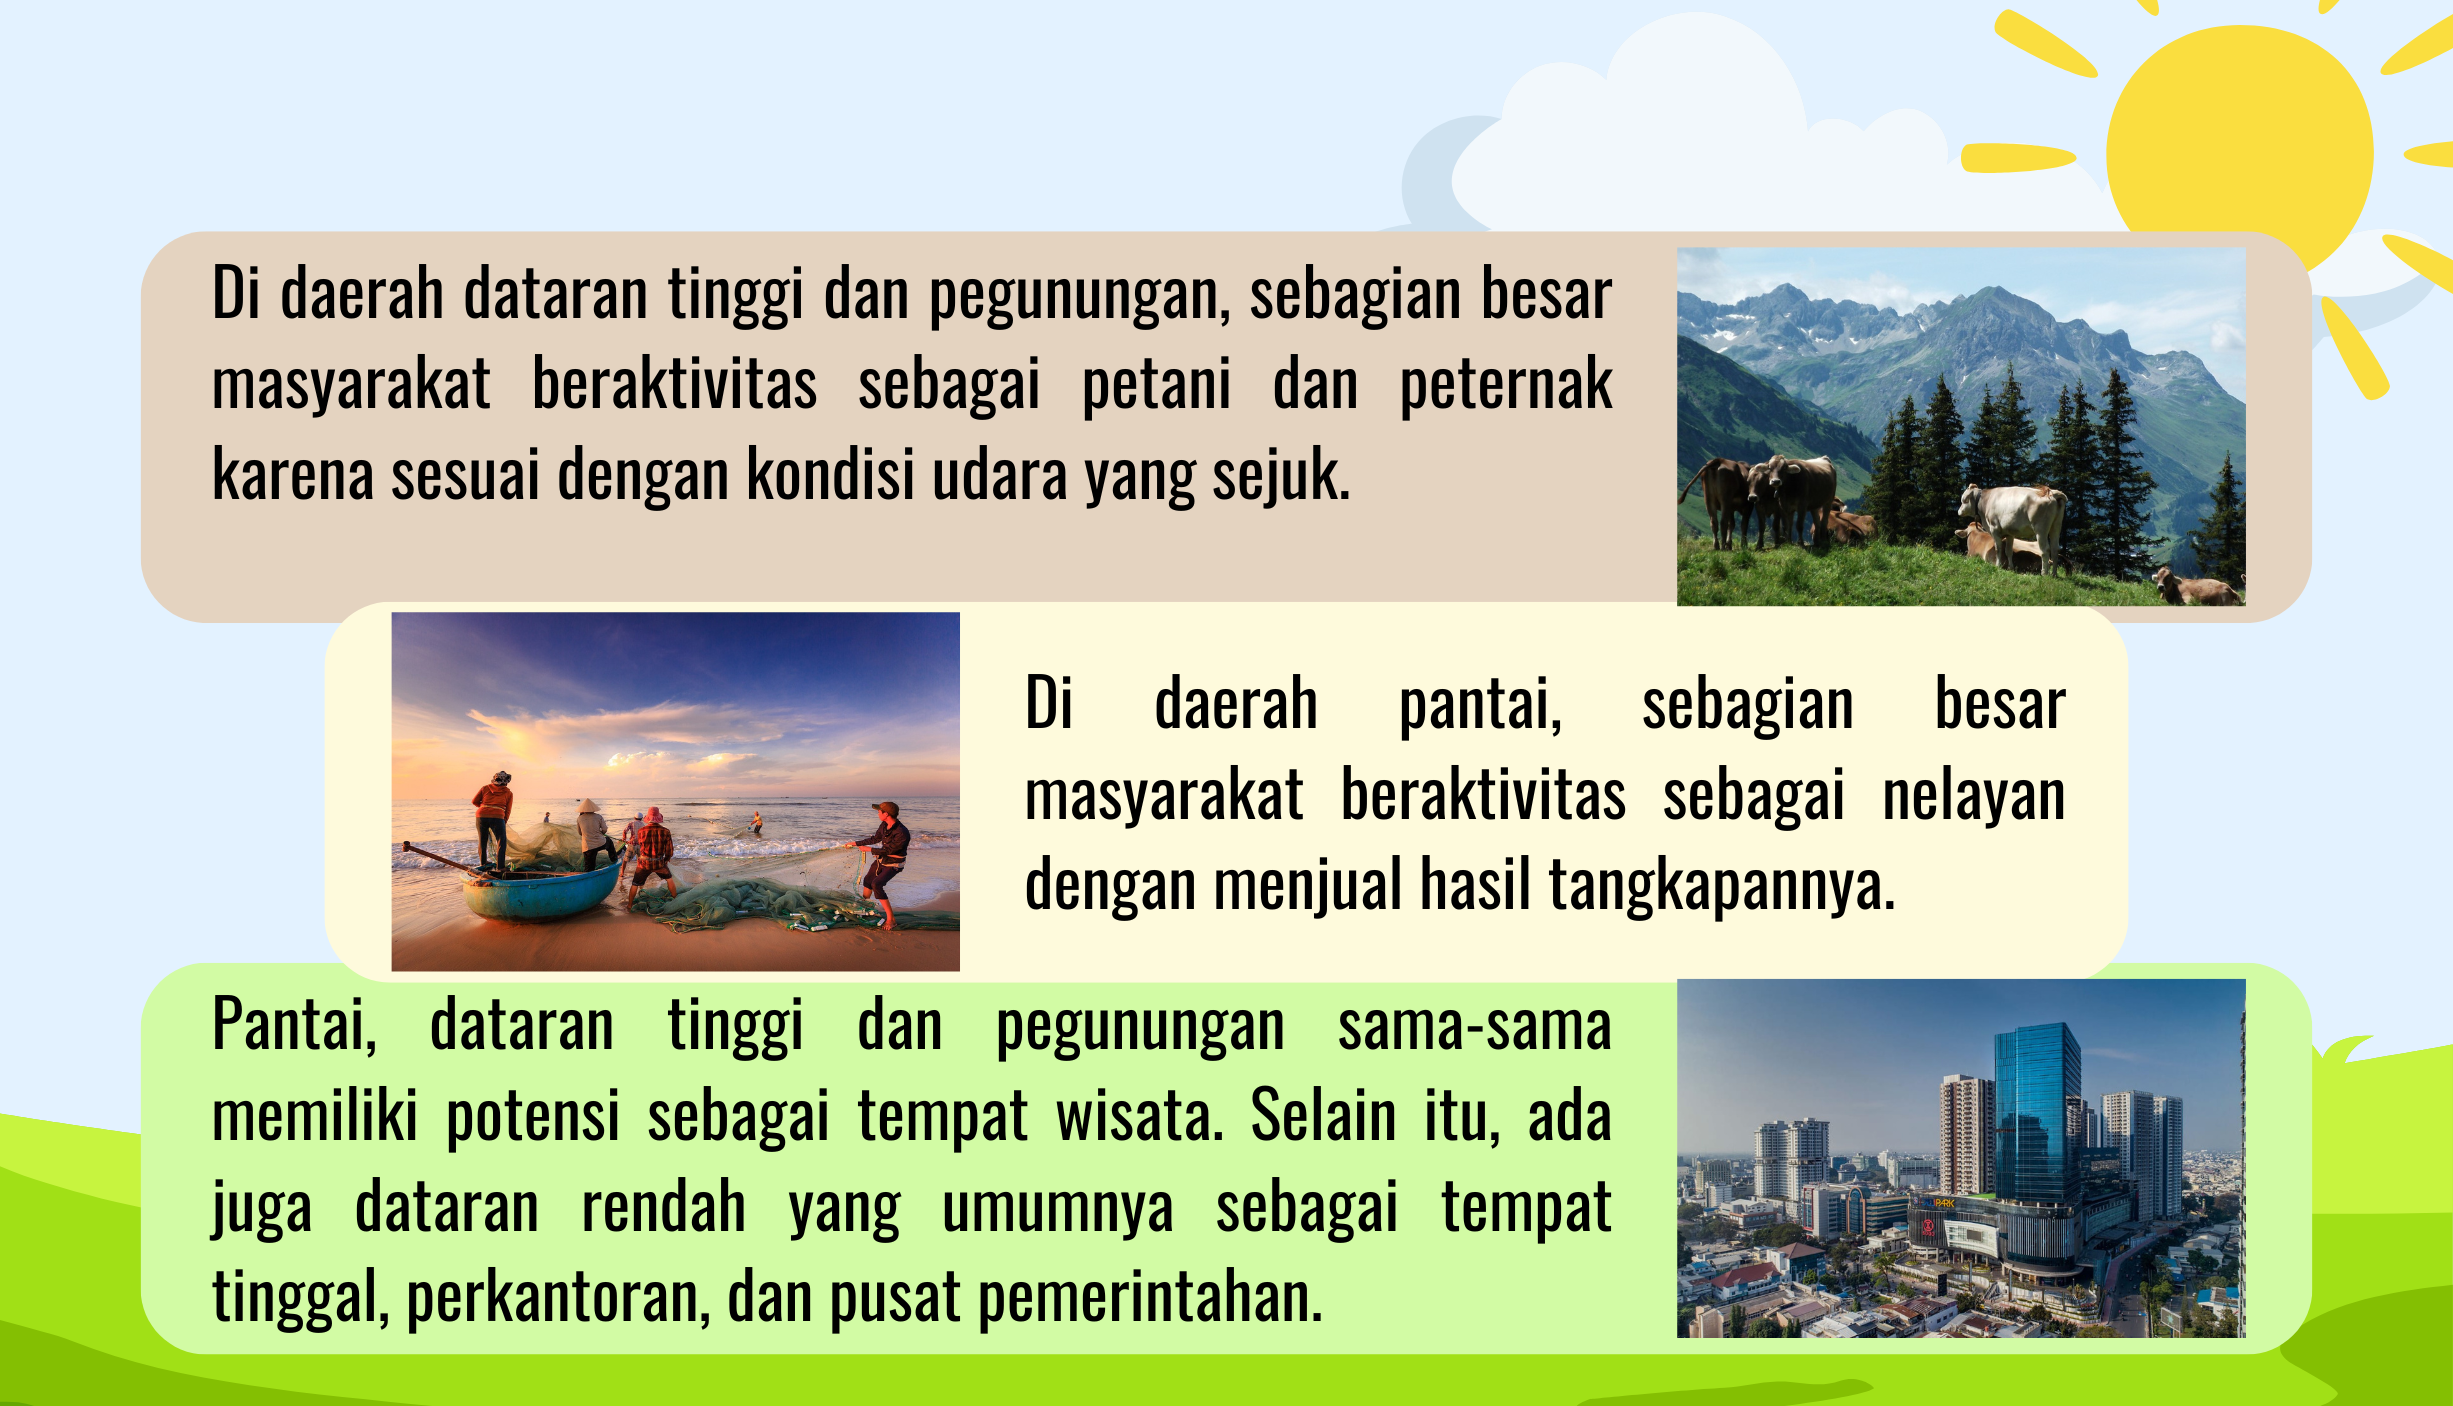 Di daerah dataran tinggi dan pegunungan, sebagian besar
masyarakat beraktivitas sebagai petani dan peternak
karena sesuai dengan kondisi udara yang sejuk.
Di daerah pantai, sebagian besar
masyarakat beraktivitas sebagai nelayan
dengan menjual hasil tangkapannya.
Pantai, dataran tinggi dan pegunungan sama-sama
memiliki potensi sebagai tempat wisata. Selain itu, ada
juga dataran rendah yang umumnya sebagai tempat
tinggal, perkantoran, dan pusat pemerintahan.